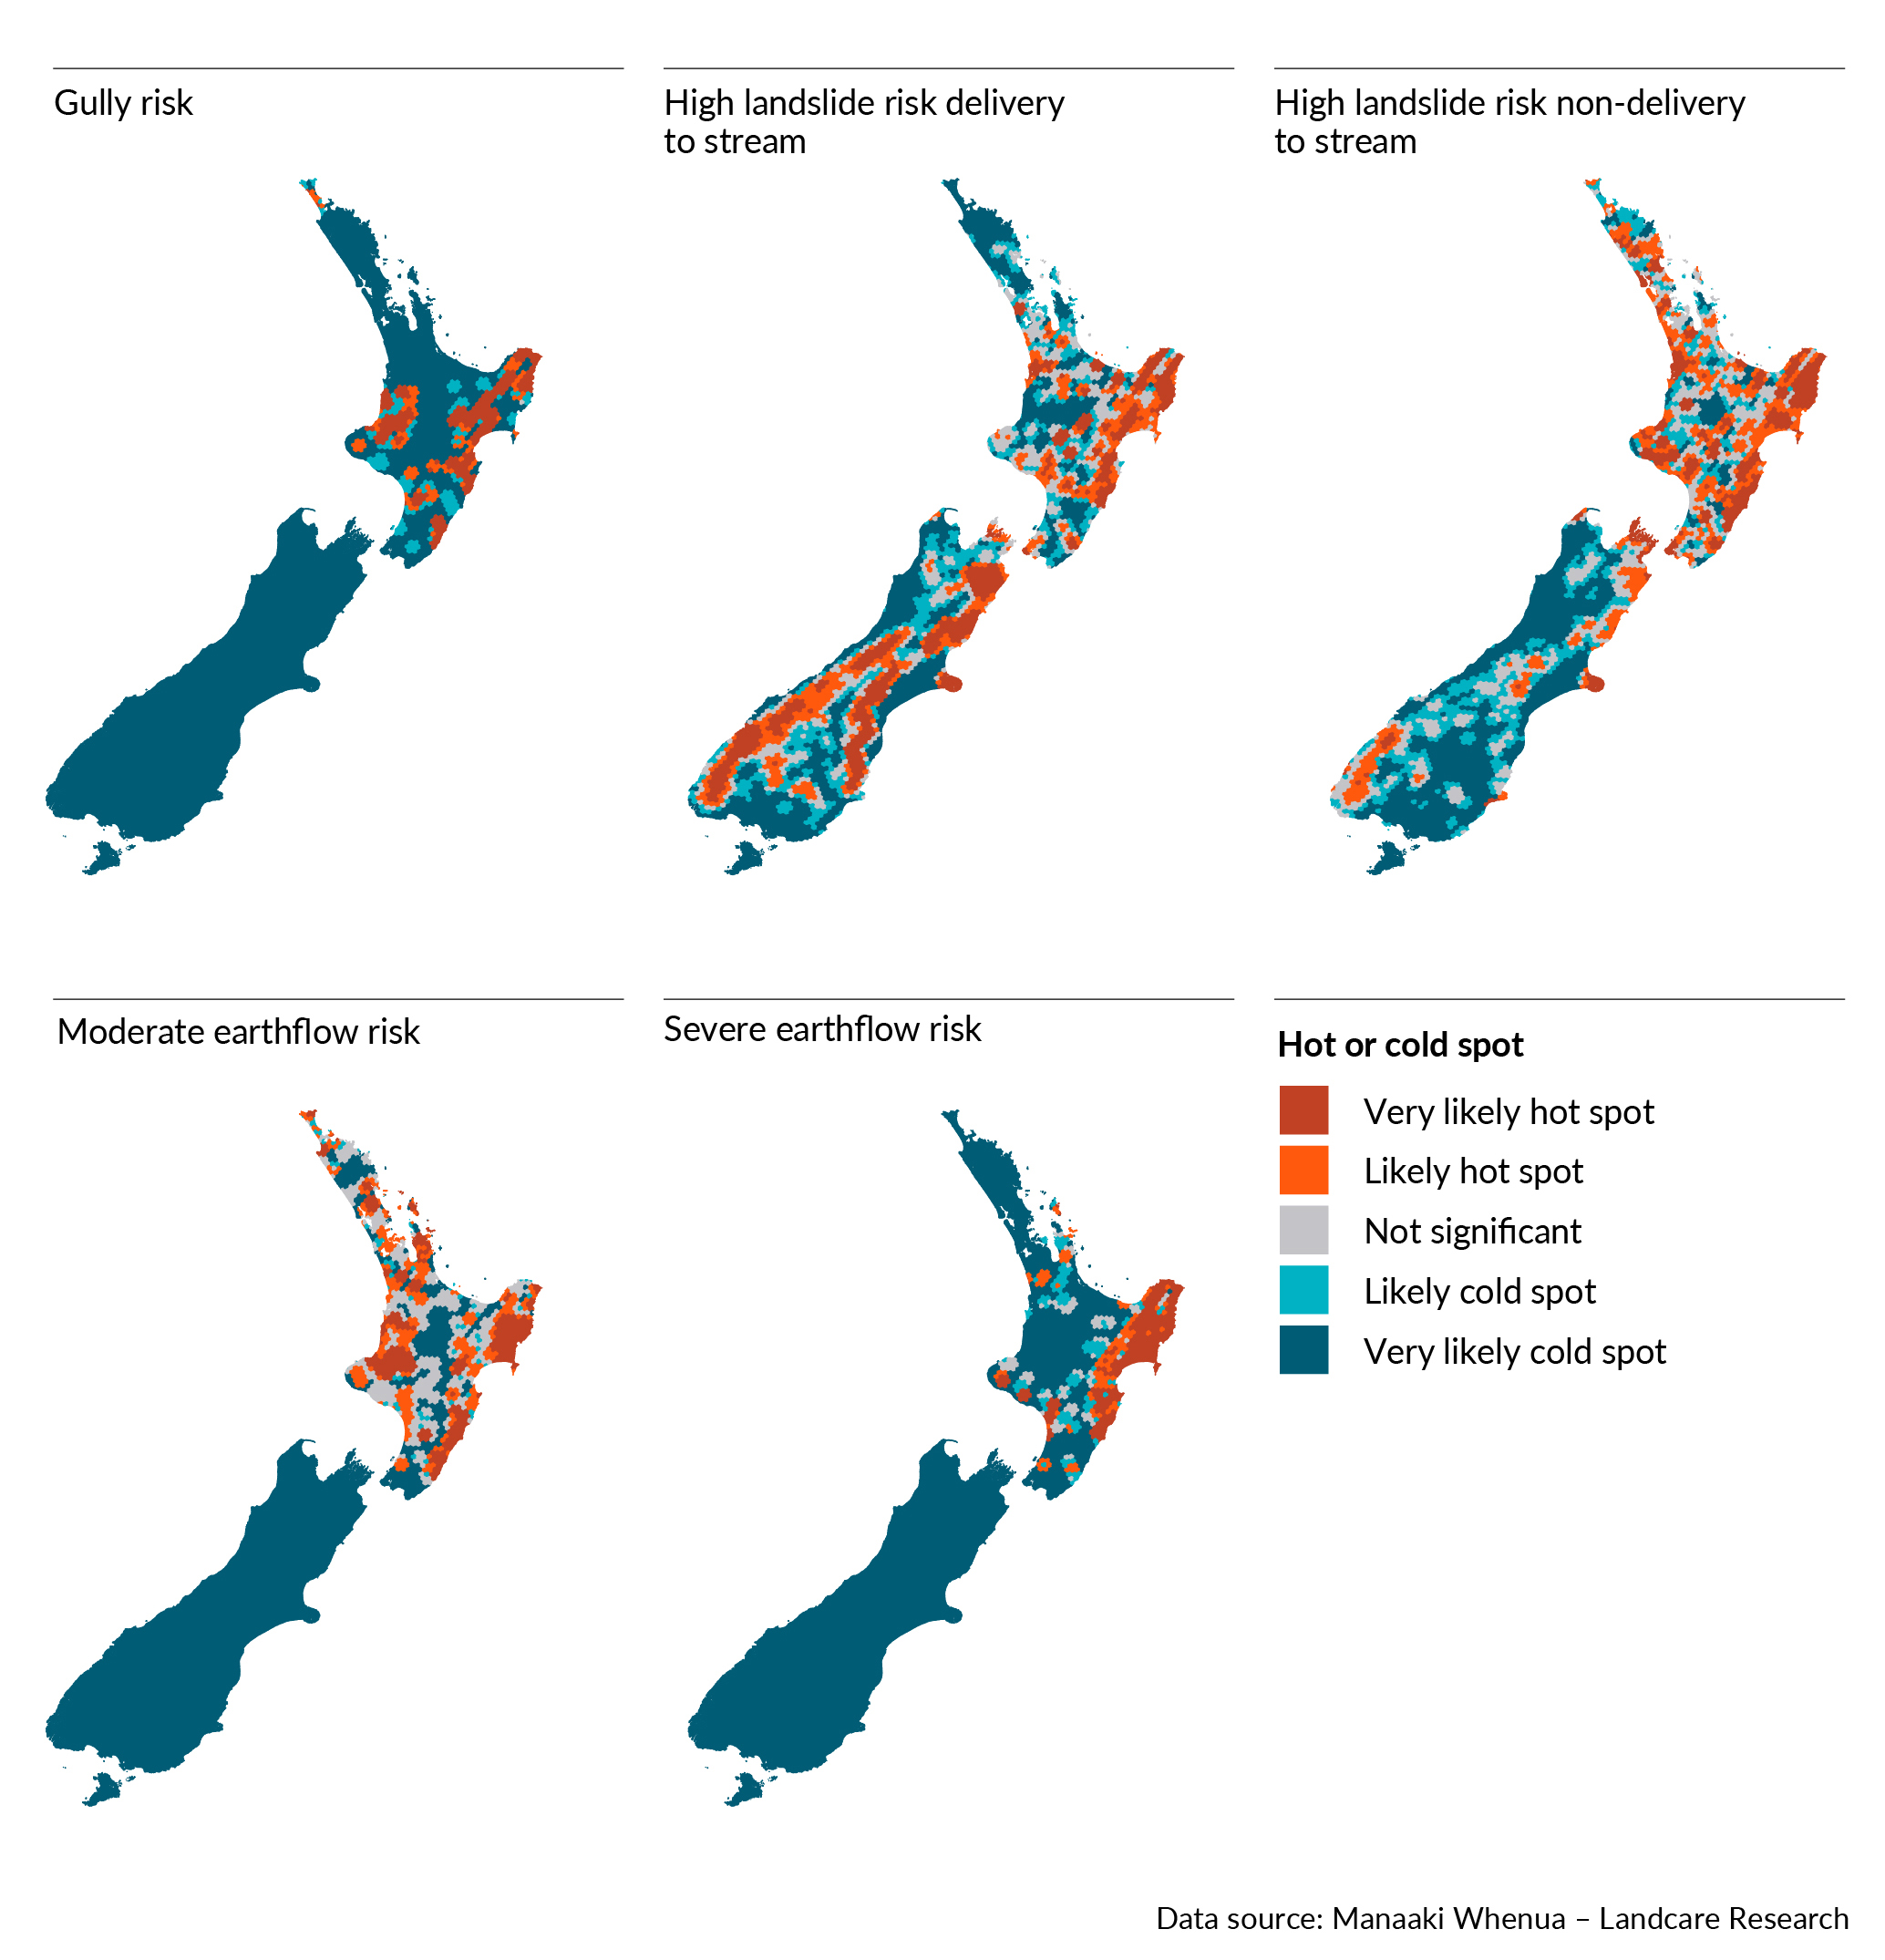 Gully risk
High landslide risk delivery
to stream
High landslide risk non-delivery
to stream
Moderate earthflow risk
Severe earthflow risk
Hot or cold spot
Very likely hot spot
Likely hot spot
Not significant
Likely cold spot
Very likely cold spot
Data source: Manaaki Whenua – Landcare Research